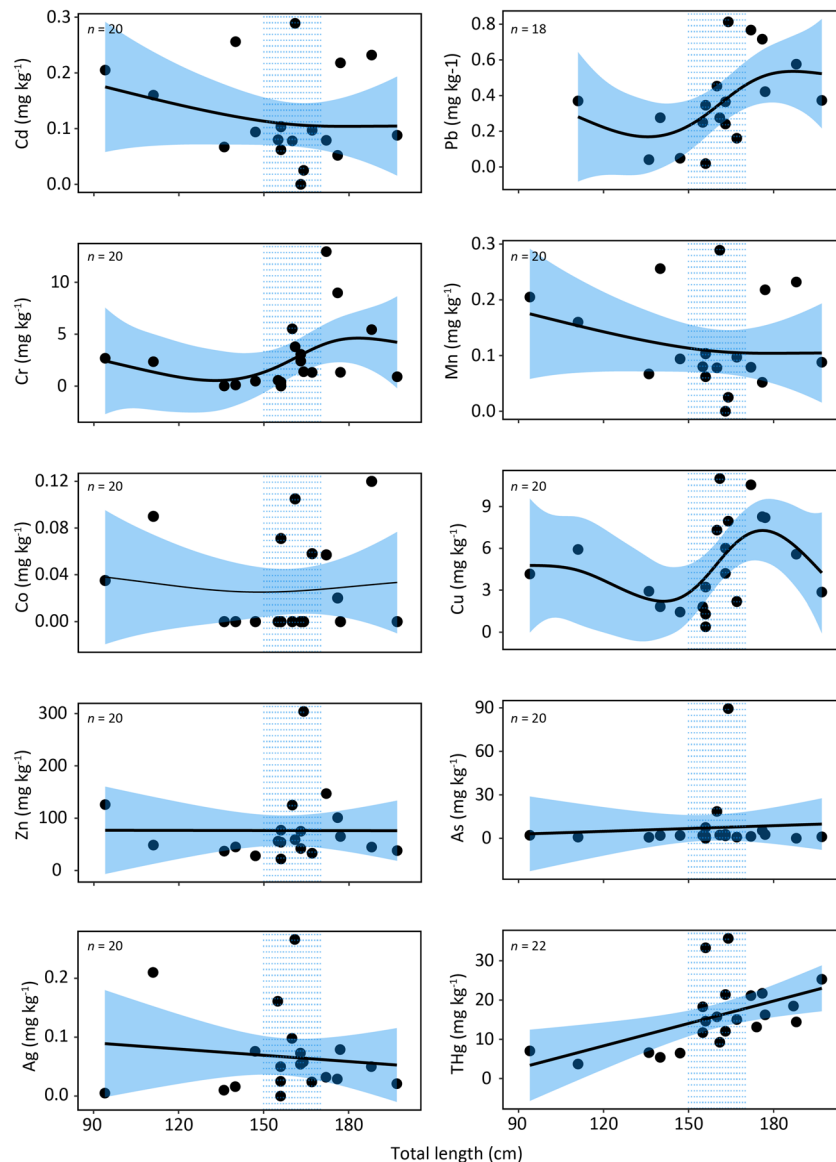 0.3
0.2
0.1
0.0
Cd (mg kg⁻¹)
n = 20
0.8
0.6
0.4
0.2
0.0
Pb (mg kg-1)
n = 18
10
5
0
Cr (mg kg⁻¹)
n = 20
0.3
0.2
0.1
0.0
Mn (mg kg⁻¹)
n = 20
0.12
0.08
0.04
0.00
Co (mg kg⁻¹)
n = 20
9
6
3
0
Cu (mg kg⁻¹)
n = 20
300
200
100
0
Zn (mg kg⁻¹)
n = 20
90
60
30
0
As (mg kg⁻¹)
n = 20
0.2
0.1
0.0
Ag (mg kg⁻¹)
n = 20
30
20
10
0
THg (mg kg⁻¹)
n = 22
90 120 150 180
90 120 150 180
Total length (cm)